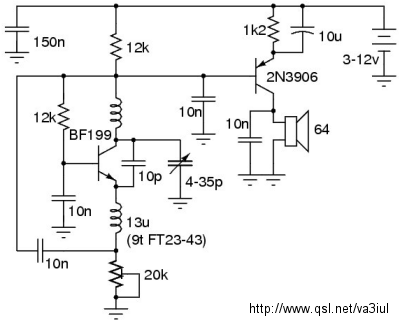 150n
12k
1k2
10u
3-12v
2N3906
12k
BF199
10n
10n
64
10p
4-35p
10n
13u
(9t FT23-43)
10n
20k
http://www.qsl.net/va3iul